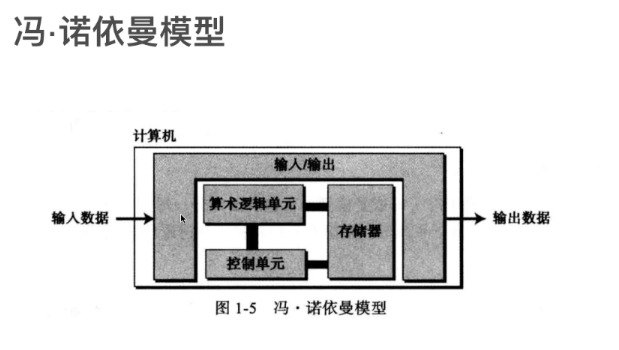 冯·诺依曼模型
计算机
输入/输出
算术逻辑单元
输入数据
输出数据
存储器
控制单元
图 1-5 冯·诺依曼模型